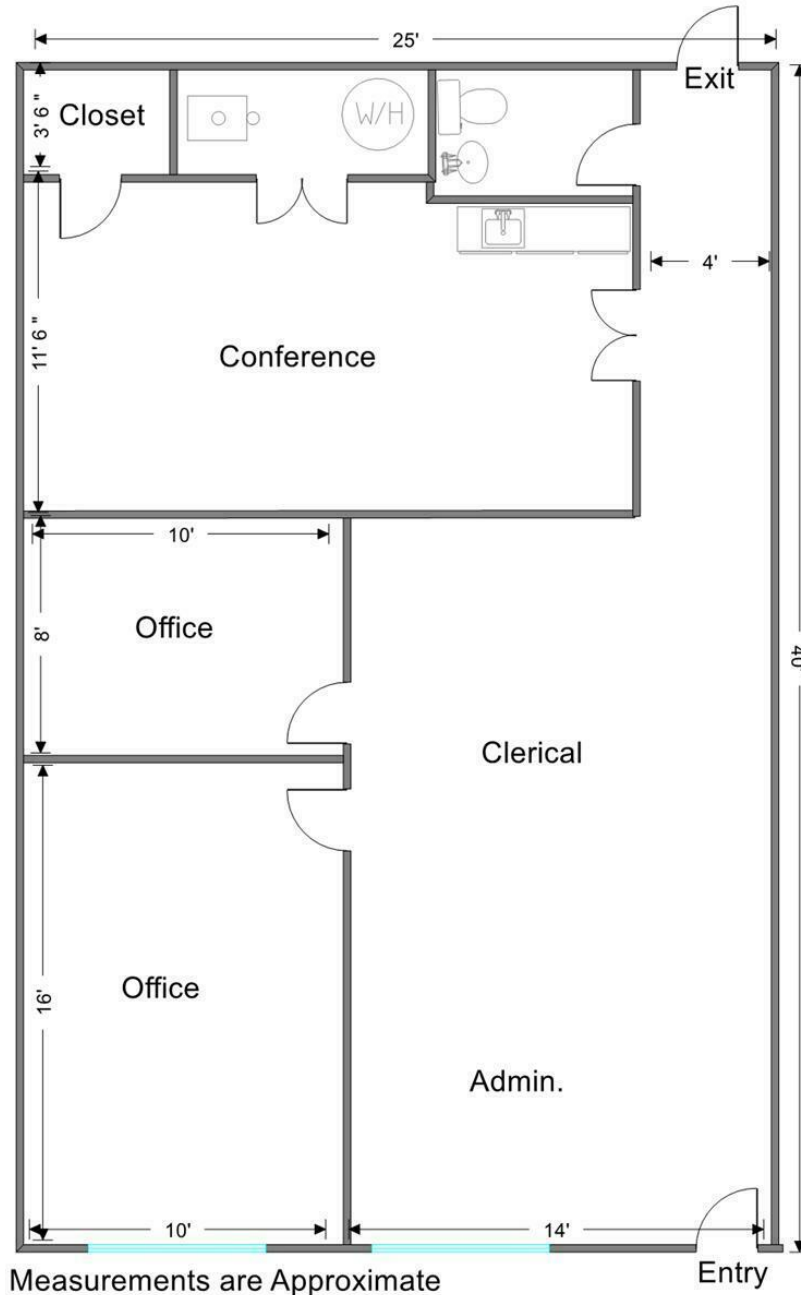 25'
Exit
Closet
W/H
3' 6 "
4'
11' 6 "
Conference
10'
Office
8'
40'
Clerical
Office
16'
Admin.
10'
14'
Entry
Measurements are Approximate